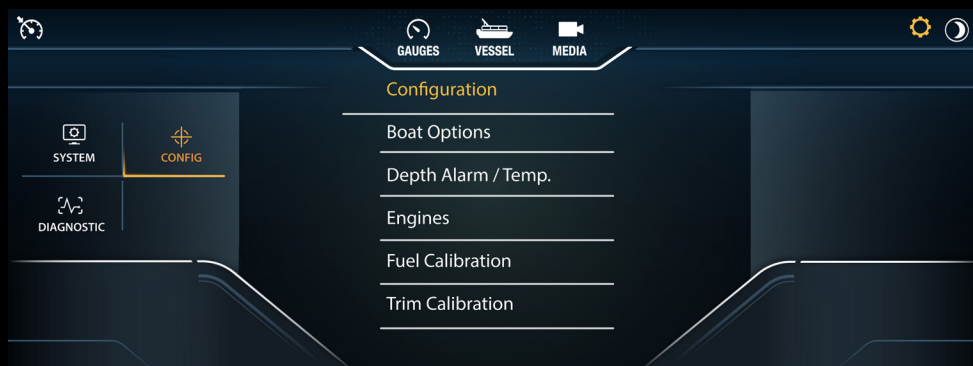 GAUGES VESSEL MEDIA
Configuration
Boat Options
Depth Alarm / Temp.
Engines
Fuel Calibration
Trim Calibration
SYSTEM CONFIG
DIAGNOSTIC